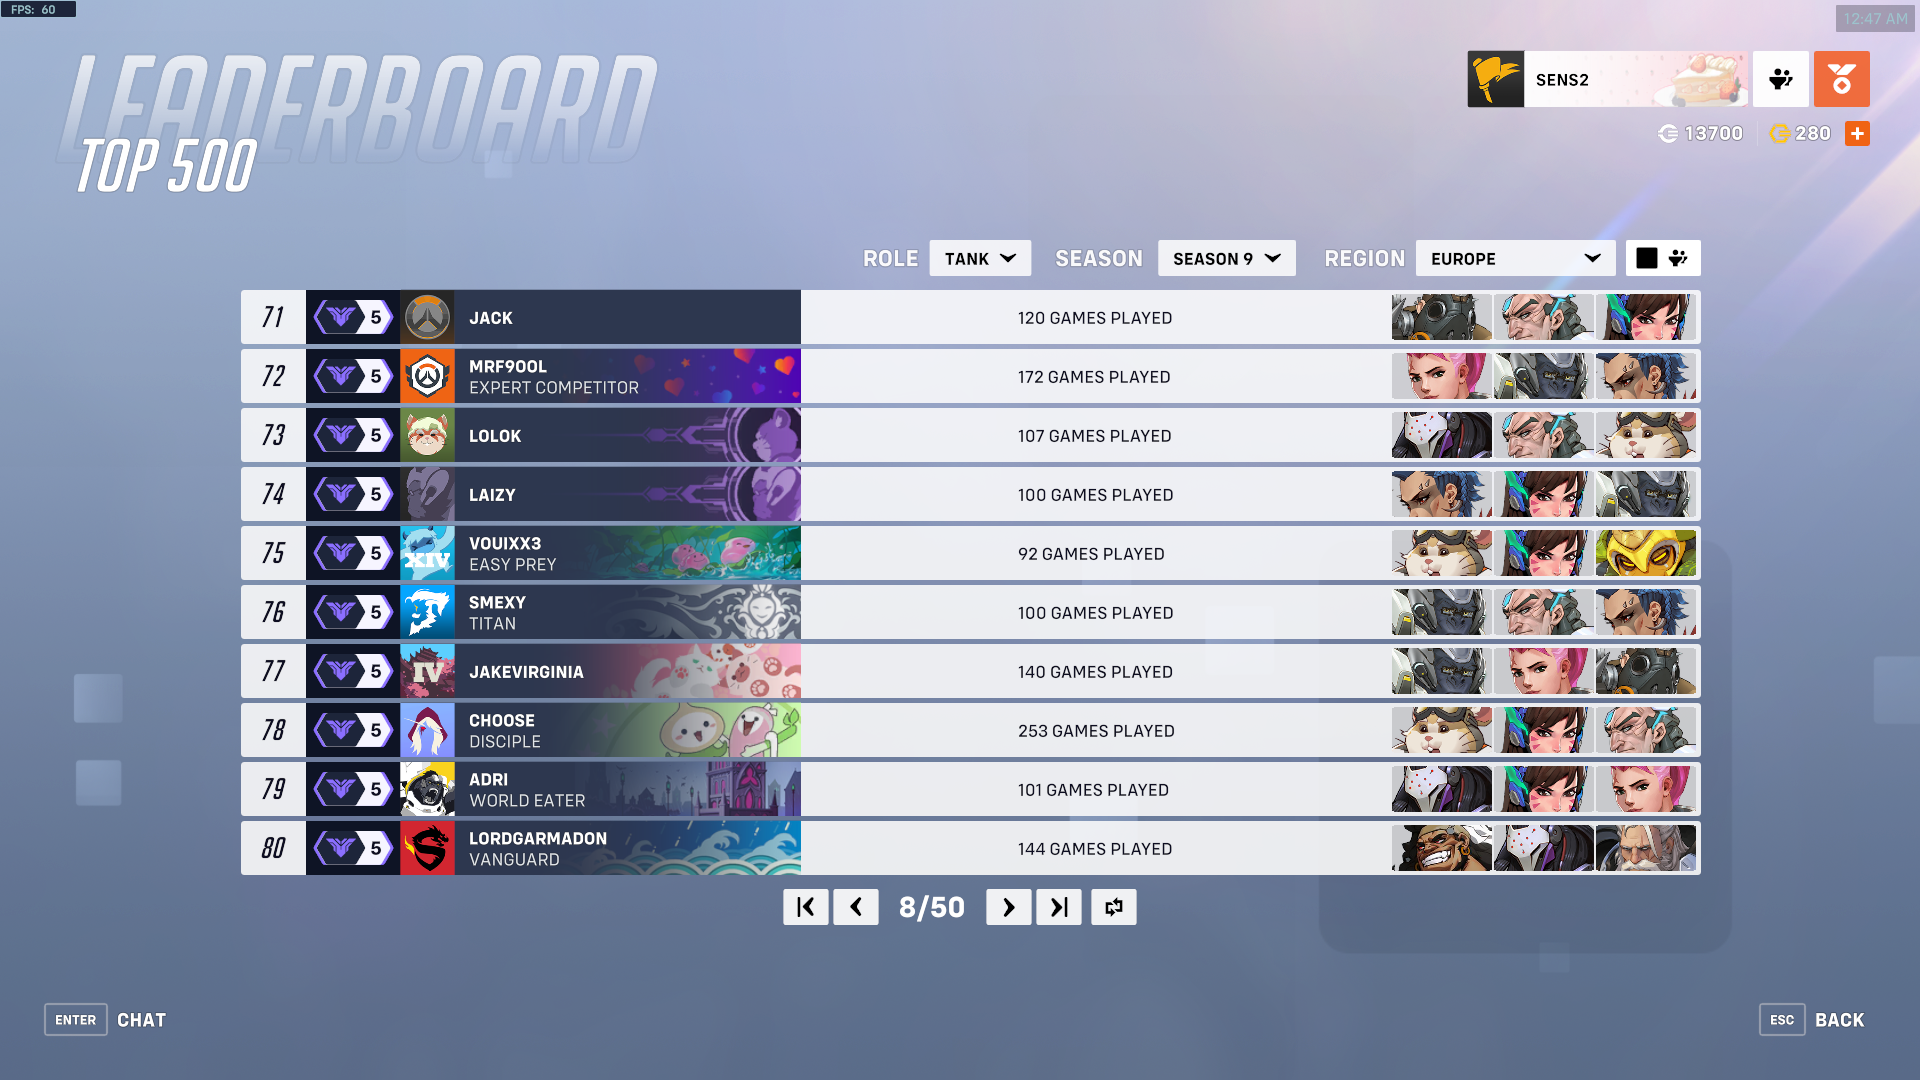 FPS: 60
12:47 AM
LEADERBOARD
TOP 500
SENS2
13700
280
ROLE TANK SEASON SEASON 9 REGION EUROPE
71 5 JACK 120 GAMES PLAYED
72 5 MRF9OOL 172 GAMES PLAYED
EXPERT COMPETITOR
73 5 LOLOK 107 GAMES PLAYED
74 5 LAIZY 100 GAMES PLAYED
75 XIV 5 VOUIXX3 92 GAMES PLAYED
EASY PREY
76 5 SMEXY 100 GAMES PLAYED
TITAN
77 5 IV JAKEVIRGINIA 140 GAMES PLAYED
78 5 CHOOSE 253 GAMES PLAYED
DISCIPLE
79 5 ADRI 101 GAMES PLAYED
WORLD EATER
80 5 LORDGARMADON 144 GAMES PLAYED
VANGUARD
8/50
ENTER CHAT
ESC BACK